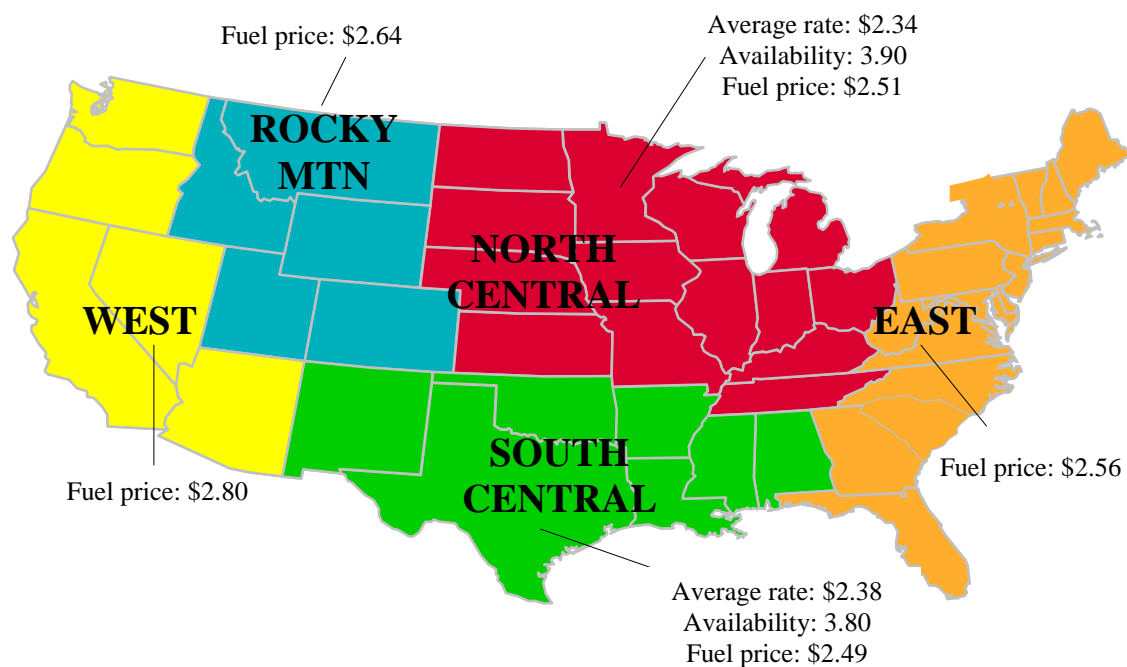 Fuel price: $2.64
Average rate: $2.34
Availability: 3.90
Fuel price: $2.51
ROCKY
MTN
NORTH
CENTRAL
WEST
EAST
SOUTH
CENTRAL
Fuel price: $2.80
Fuel price: $2.56
Average rate: $2.38
Availability: 3.80
Fuel price: $2.49